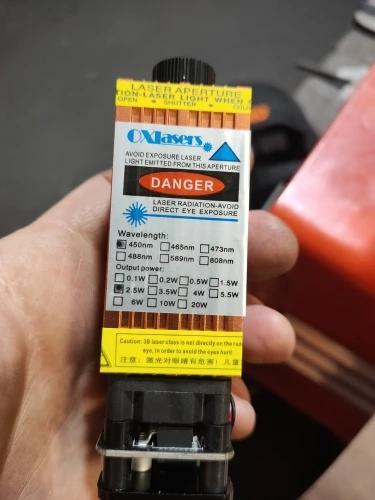 LASER APERTURE
ION-LASER LIGHT WHEN
OPEN SHUTTER
OXlasers
AVOID EXPOSURE LASER
LIGHT EMITTED FROM THIS APERTURE
DANGER
LASER RADIATION-AVOID
DIRECT EYE EXPOSURE
Wavelength:
450nm 465nm 473nm
488nm 589nm 808nm
Output power:
0.1W 0.2W 0.5W 1.5W
2.5W 3.5W 4W 5.5W
6W 10W 20W
Caution: 3B laser class is not directly on the
eye, in order to avoid the eyes hurt!
注意:激光对眼睛有危害!儿童